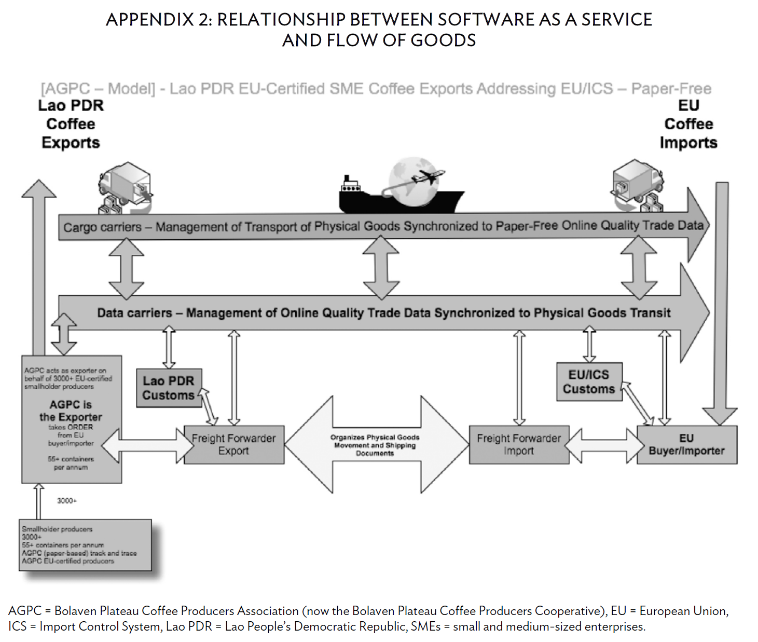 APPENDIX 2: RELATIONSHIP BETWEEN SOFTWARE AS A SERVICE
AND FLOW OF GOODS
[AGPC – Model] - Lao PDR EU-Certified SME Coffee Exports Addressing EU/ICS – Paper-Free
Lao PDR
Coffee
Exports
EU
Coffee
Imports
Cargo carriers – Management of Transport of Physical Goods Synchronized to Paper-Free Online Quality Trade Data
Data carriers – Management of Online Quality Trade Data Synchronized to Physical Goods Transit
AGPC acts as exporter on
behalf of 3000+ EU-certified
smallholder producers
AGPC is
the Exporter
takes ORDER
from EU
buyer/importer
55+ containers
per annum
Lao PDR
Customs
EU/ICS
Customs
Freight Forwarder
Export
Organizes Physical Goods
Movement and Shipping
Documents
Freight Forwarder
Import
EU
Buyer/Importer
3000+
Smallholder producers
3000+
55+ containers per annum
AGPC (paper-based) track and trace
AGPC EU-certified producers
AGPC = Bolaven Plateau Coffee Producers Association (now the Bolaven Plateau Coffee Producers Cooperative), EU = European Union,
ICS = Import Control System, Lao PDR = Lao People's Democratic Republic, SMEs = small and medium-sized enterprises.